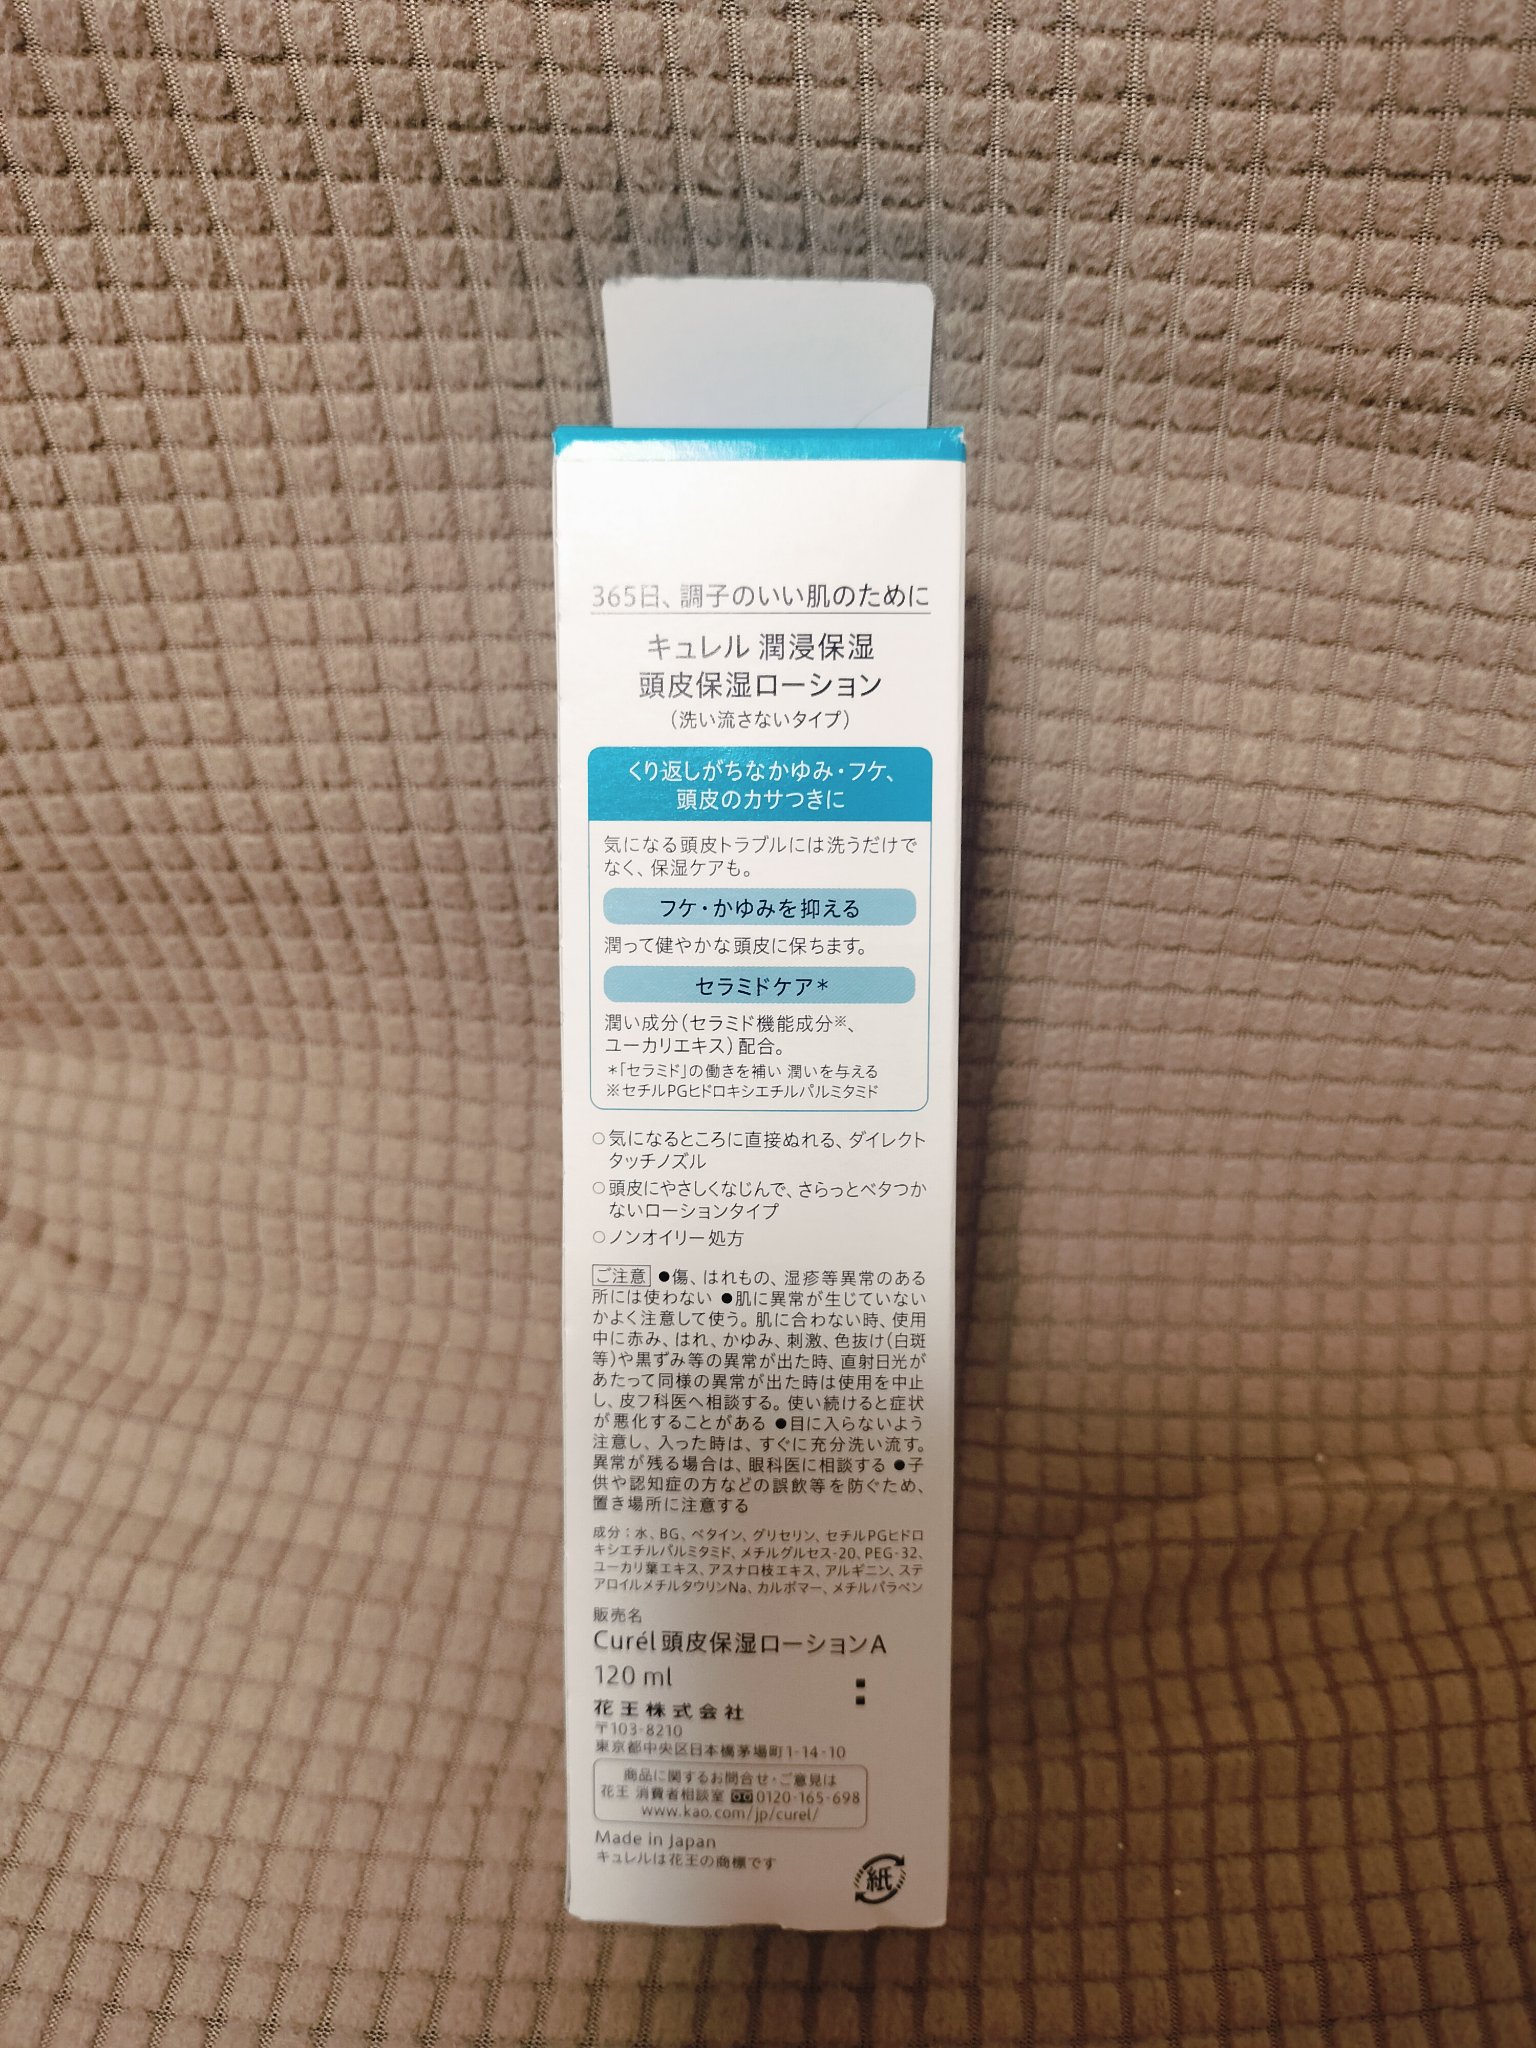 365日、調子のいい肌のために
キュレル 潤浸保湿
頭皮保湿ローション
（洗い流さないタイプ）
くり返しがちなかゆみ・フケ、
頭皮のカサつきに
気になる頭皮トラブルには洗うだけで
なく、保湿ケアも。
フケ・かゆみを抑える
潤って健やかな頭皮に保ちます。
セラミドケア＊
潤い成分（セラミド機能成分※、
ユーカリエキス）配合。
＊「セラミド」の働きを補い 潤いを与える
※セチルPGヒドロキシエチルパルミタミド
○気になるところに直接ぬれる、ダイレクト
タッチノズル
○頭皮にやさしくなじんで、さらっとベタつか
ないローションタイプ
○ノンオイリー処方
ご注意 ●傷、はれもの、湿疹等異常のある
所には使わない ●肌に異常が生じていない
かよく注意して使う。肌に合わない時、使用
中に赤み、はれ、かゆみ、刺激、色抜け（白斑
等）や黒ずみ等の異常が出た時、直射日光が
あたって同様の異常が出た時は使用を中止
し、皮フ科医へ相談する。使い続けると症状
が悪化することがある ●目に入らないよう
注意し、入った時は、すぐに充分洗い流す。
異常が残る場合は、眼科医に相談する ●子
供や認知症の方などの誤飲等を防ぐため、
置き場所に注意する
成分：水、BG、ベタイン、グリセリン、セチルPGヒドロ
キシエチルパルミタミド、メチルグルセス-20、PEG-32、
ユーカリ葉エキス、アスナロ枝エキス、アルギニン、ステ
アロイルメチルタウリンNa、カルボマー、メチルパラベン
販売名
Curél 頭皮保湿ローションA
120 ml
花王株式会社
〒103-8210
東京都中央区日本橋茅場町1-14-10
商品に関するお問合せ・ご意見は
花王 消費者相談室 0120-165-698
www.kao.com/jp/curel/
Made in Japan
キュレルは花王の商標です
紙